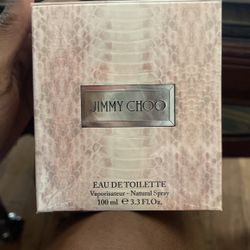 JIMMY CHOO
EAU DE TOILETTE
Vaporisateur - Natural Spray
100 ml e 3.3 Fl.Oz.